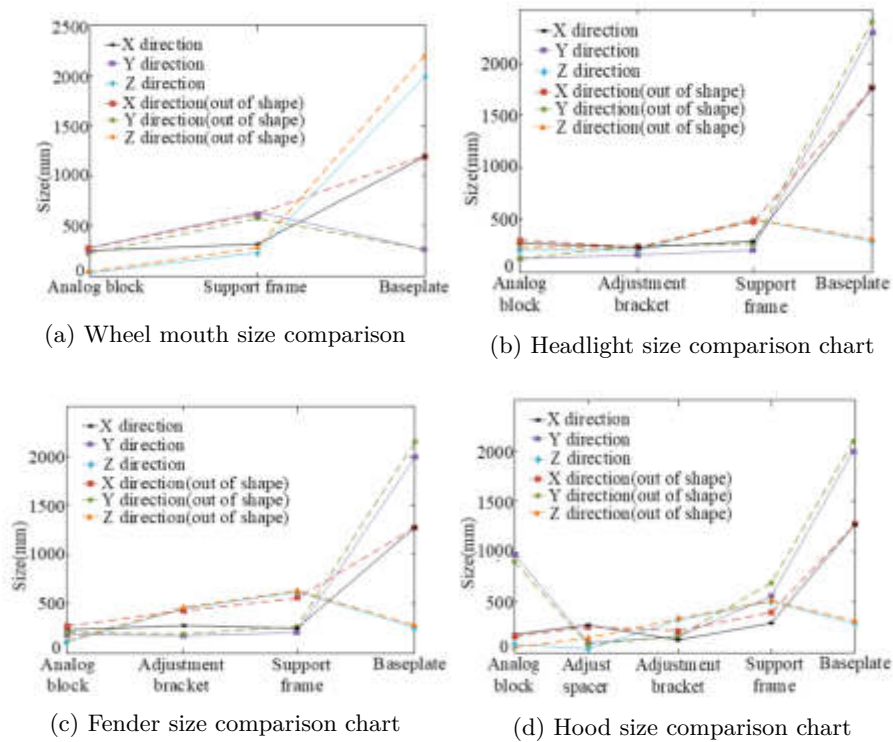 2500
2000
1500
1000
500
0
Size(mm)
X direction
Y direction
Z direction
X direction(out of shape)
Y direction(out of shape)
Z direction(out of shape)
Analog block
Support frame
Baseplate
(a) Wheel mouth size comparison
2000
1500
1000
500
0
Size(mm)
X direction
Y direction
Z direction
X direction(out of shape)
Y direction(out of shape)
Z direction(out of shape)
Analog
block
Adjustment
bracket
Support
frame
Baseplate
(b) Headlight size comparison chart
2000
1500
1000
500
0
Size(mm)
X direction
Y direction
Z direction
X direction(out of shape)
Y direction(out of shape)
Z direction(out of shape)
Analog
block
Adjustment
bracket
Support
frame
Baseplate
(c) Fender size comparison chart
2000
1500
1000
500
0
Size(mm)
X direction
Y direction
Z direction
X direction(out of shape)
Y direction(out of shape)
Z direction(out of shape)
Analog
block
Adjust
spacer
Adjustment
bracket
Support
frame
Baseplate
(d) Hood size comparison chart